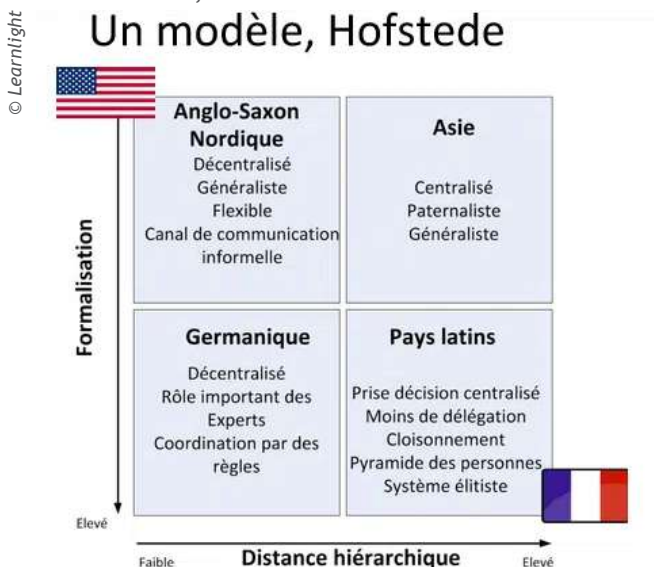 © Learnlight
Un modèle, Hofstede
Anglo-Saxon
Nordique
Décentralisé
Généraliste
Flexible
Canal de communication
informelle
Asie
Centralisé
Paternaliste
Généraliste
Formalisation
Germanique
Décentralisé
Rôle important des
Experts
Coordination par des
règles
Pays latins
Prise décision centralisé
Moins de délégation
Cloisonnement
Pyramide des personnes
Système élitiste
Elevé
Faible
Distance hiérarchique
Elevé